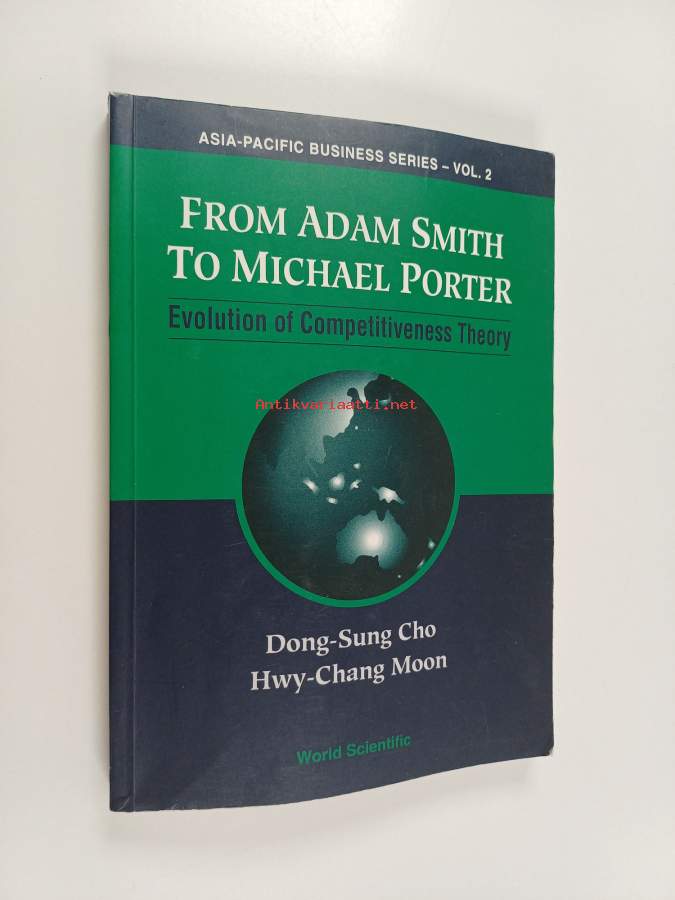 ASIA-PACIFIC BUSINESS SERIES – VOL. 2
FROM ADAM SMITH
TO MICHAEL PORTER
Evolution of Competitiveness Theory
Antikvariaatti.net
Dong-Sung Cho
Hwy-Chang Moon
World Scientific